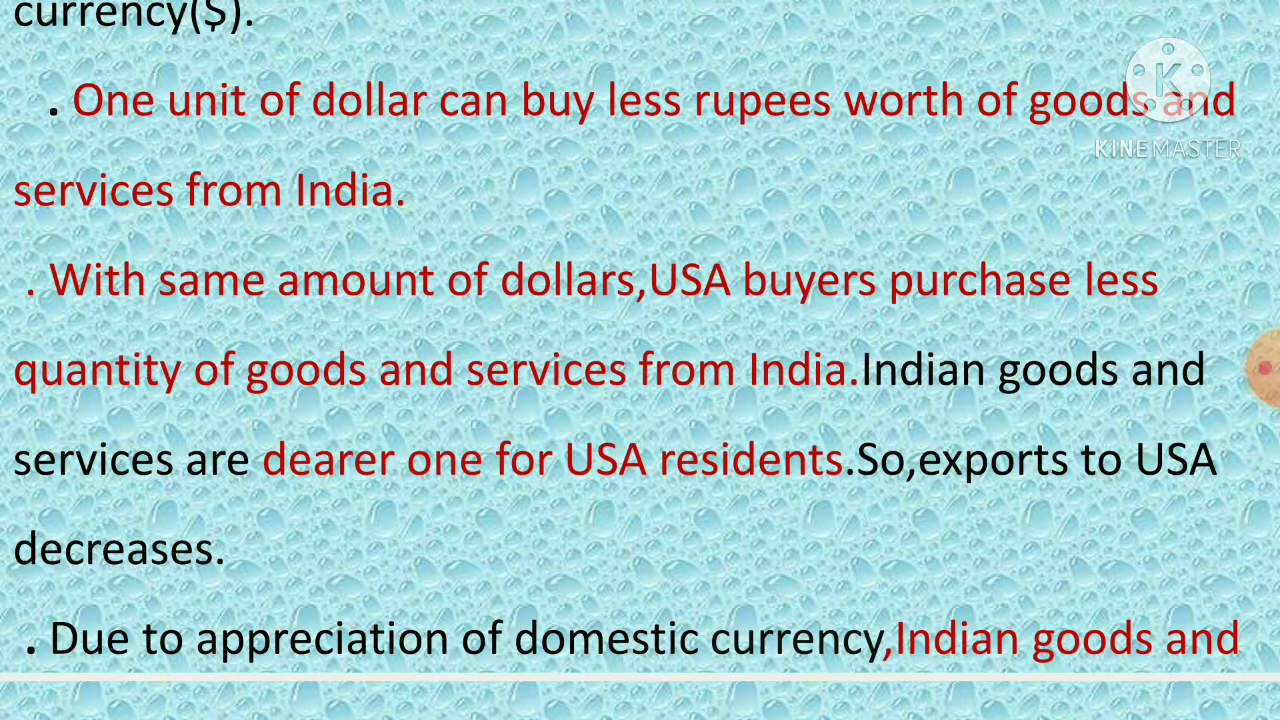 currency($).
. One unit of dollar can buy less rupees worth of goods and
services from India.
. With same amount of dollars,USA buyers purchase less
quantity of goods and services from India.Indian goods and
services are dearer one for USA residents.So,exports to USA
decreases.
. Due to appreciation of domestic currency,Indian goods and
K
KINEMASTER